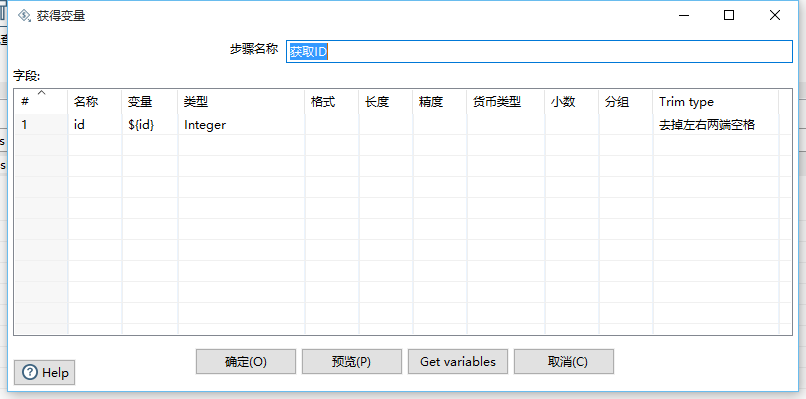 获得变量
步骤名称 获取ID
字段:
# 名称 变量 类型 格式 长度 精度 货币类型 小数 分组 Trim type
1 id ${id} Integer 去掉左右两端空格
确定(O) 预览(P) Get variables 取消(C)
Help